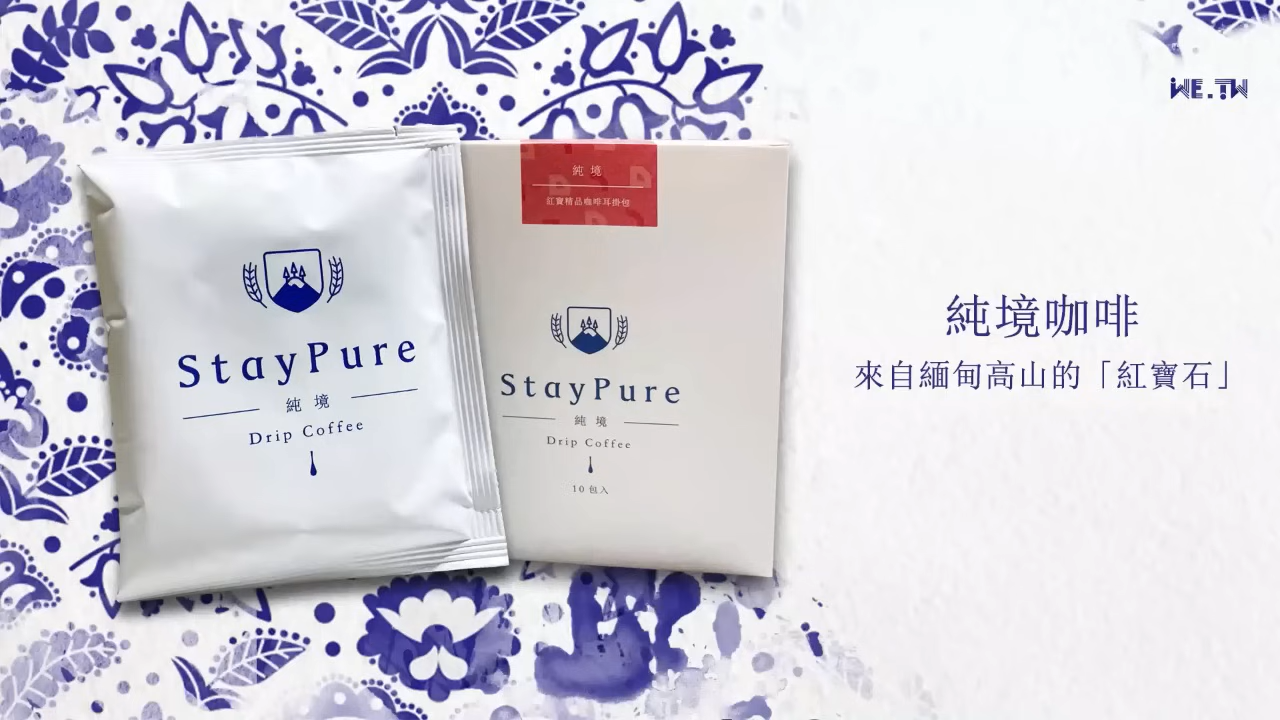 WE.TW
StayPure
純境
Drip Coffee
純境
紅寶精品咖啡耳掛包
StayPure
純境
Drip Coffee
10包入
純境咖啡
來自緬甸高山的「紅寶石」